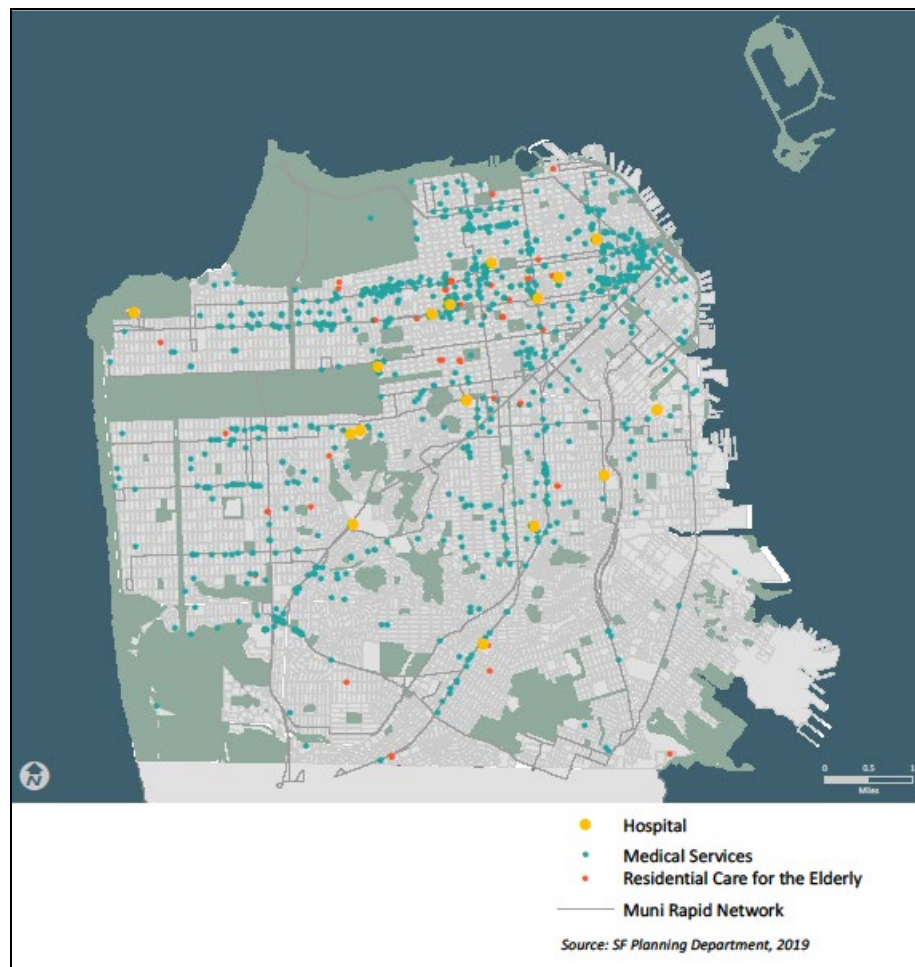 N
0 0.5 1
Miles
Hospital
Medical Services
Residential Care for the Elderly
Muni Rapid Network
Source: SF Planning Department, 2019